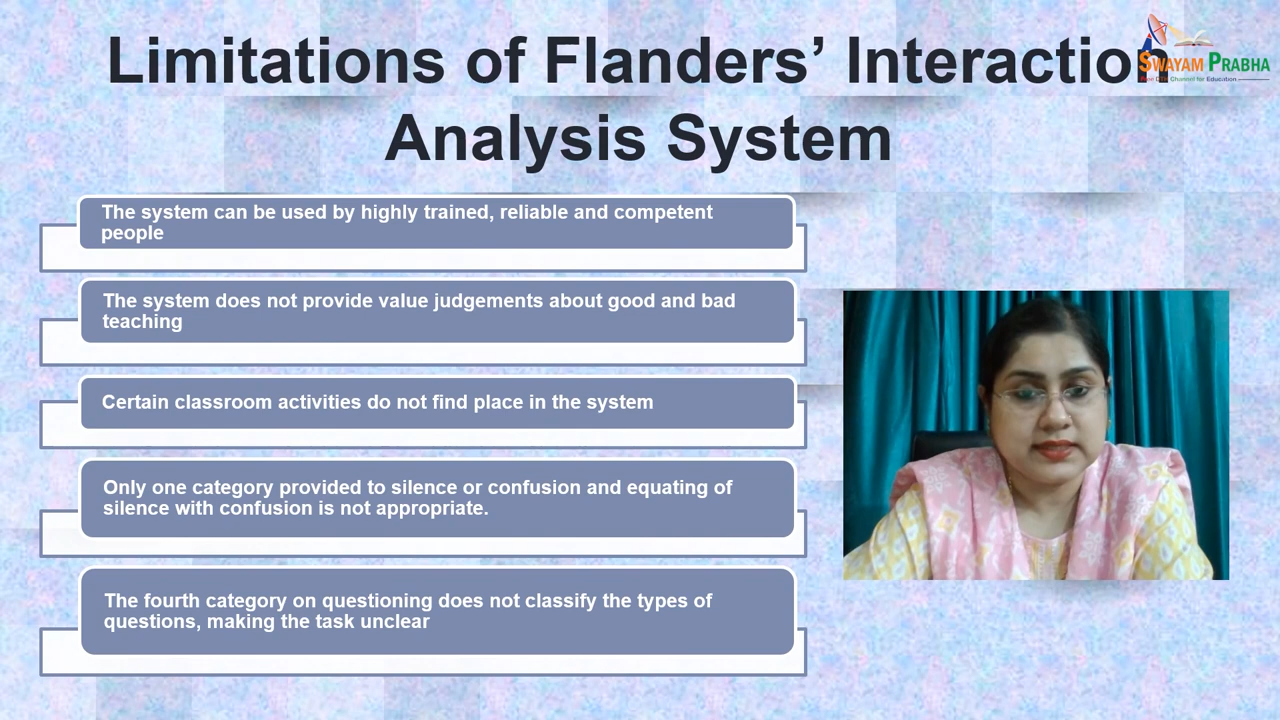 Limitations of Flanders’ Interaction
Analysis System
SWAYAM PRABHA
The system can be used by highly trained, reliable and competent
people
The system does not provide value judgements about good and bad
teaching
Certain classroom activities do not find place in the system
Only one category provided to silence or confusion and equating of
silence with confusion is not appropriate.
The fourth category on questioning does not classify the types of
questions, making the task unclear